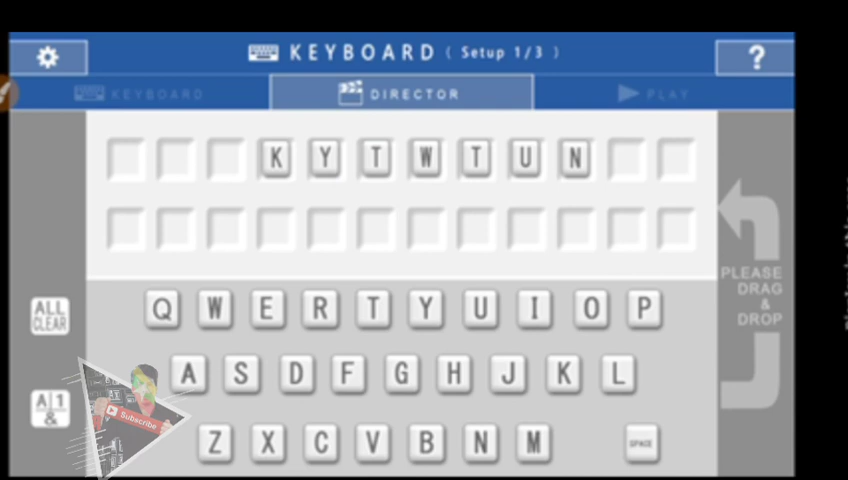 KEYBOARD ( Setup 1/3 )
?
KEYBOARD
DIRECTOR
PLAY
K Y T W T U N
ALL CLEAR
Q W E R T Y U I O P
A S D F G H J K L
A 1 &
Z X C V B N M SPACE
PLEASE
DRAG
&
DROP
Subscribe